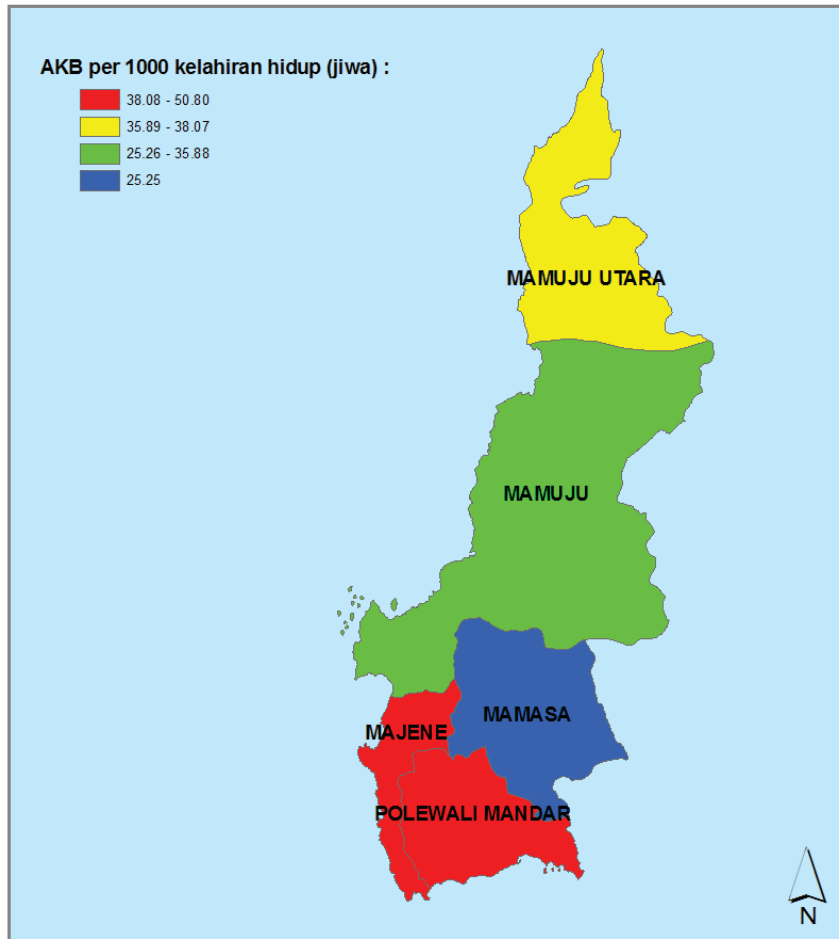 AKB per 1000 kelahiran hidup (jiwa) :
38.08 - 50.80
35.89 - 38.07
25.26 - 35.88
25.25
MAMUJU UTARA
MAMUJU
MAMASA
MAJENE
POLEWALI MANDAR
N